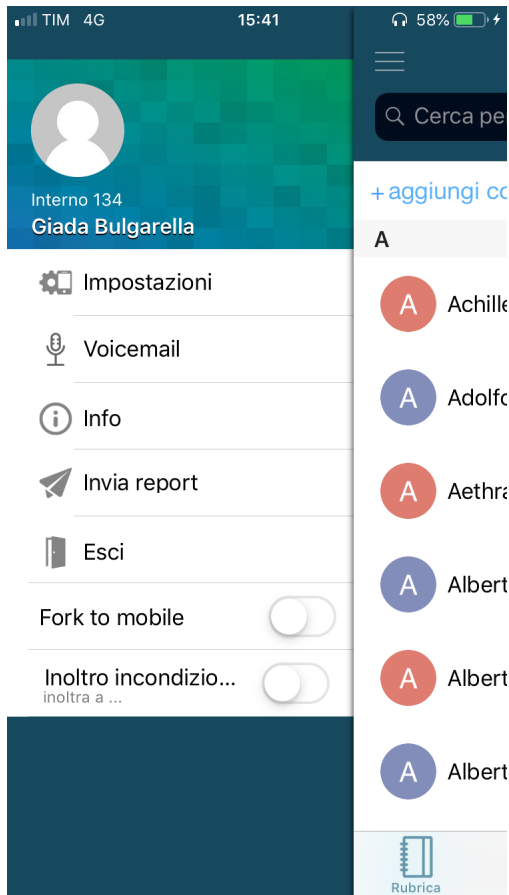 TIM 4G 15:41 58%
Cerca pe
Interno 134
Giada Bulgarella
+ aggiungi co
A
Impostazioni
A Achille
Voicemail
A Adolfo
Info
Invia report
A Aethra
Esci
A Albert
Fork to mobile
Inoltro incondizio...
inoltra a ...
A Albert
A Albert
Rubrica